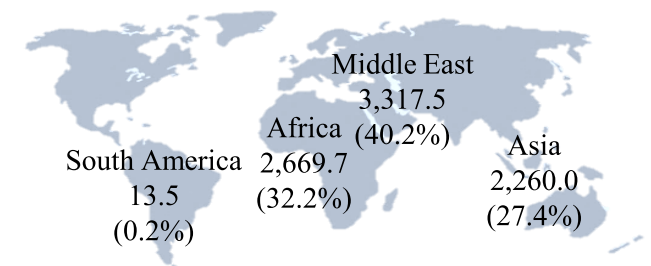 Middle East
3,317.5
(40.2%)
Africa
2,669.7
(32.2%)
Asia
2,260.0
(27.4%)
South America
13.5
(0.2%)